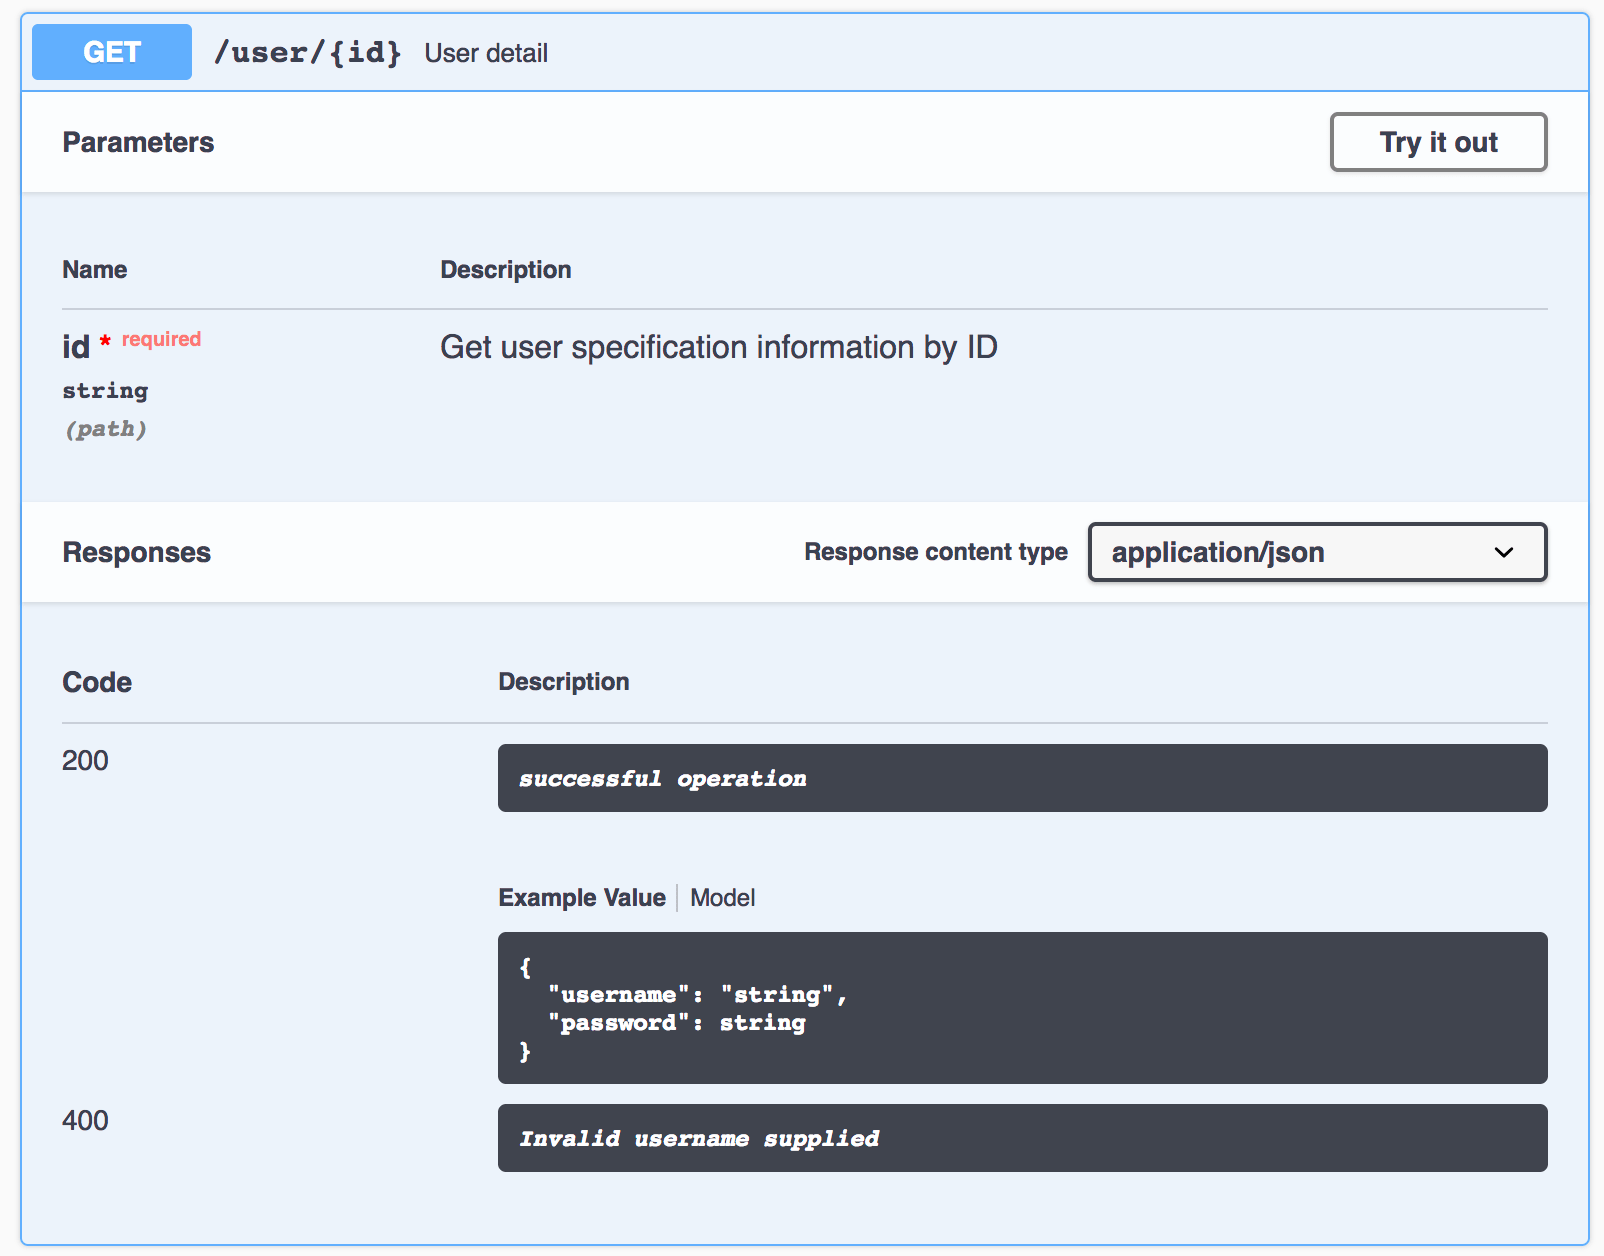 GET /user/{id} User detail
Parameters Try it out
Name Description
id * required Get user specification information by ID
string
(path)
Responses Response content type application/json
Code Description
200 successful operation
Example Value Model
{
  "username": "string",
  "password": string
}
400 Invalid username supplied